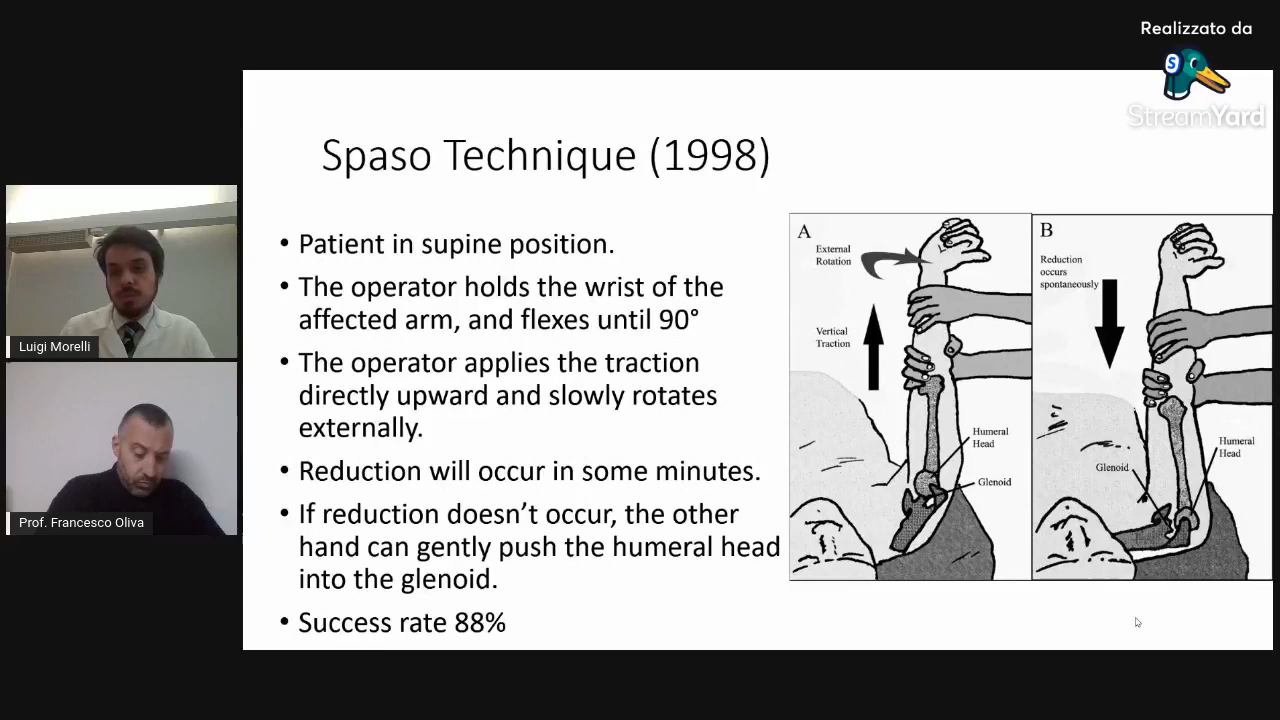 Realizzato da
StreamYard
Spaso Technique (1998)
• Patient in supine position.
• The operator holds the wrist of the
affected arm, and flexes until 90°
• The operator applies the traction
directly upward and slowly rotates
externally.
• Reduction will occur in some minutes.
• If reduction doesn’t occur, the other
hand can gently push the humeral head
into the glenoid.
• Success rate 88%
A
External
Rotation
Vertical
Traction
Humeral
Head
Glenoid
B
Reduction
occurs
spontaneously
Glenoid
Humeral
Head
Luigi Morelli
Prof. Francesco Oliva